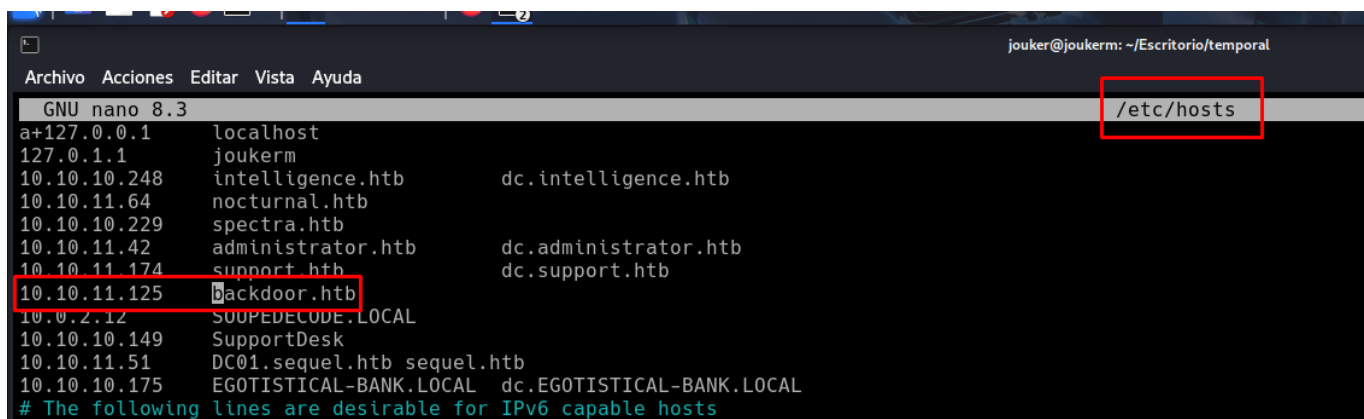 2
jouker@joukerm: ~/Escritorio/temporal
Archivo Acciones Editar Vista Ayuda
GNU nano 8.3 /etc/hosts
a+127.0.0.1 localhost
127.0.1.1 joukerm
10.10.10.248 intelligence.htb dc.intelligence.htb
10.10.11.64 nocturnal.htb
10.10.10.229 spectra.htb
10.10.11.42 administrator.htb dc.administrator.htb
10.10.11.174 support.htb dc.support.htb
10.10.11.125 backdoor.htb
10.0.2.12 SOUPEDECODE.LOCAL
10.10.10.149 SupportDesk
10.10.11.51 DC01.sequel.htb sequel.htb
10.10.10.175 EGOTISTICAL-BANK.LOCAL dc.EGOTISTICAL-BANK.LOCAL
# The following lines are desirable for IPv6 capable hosts